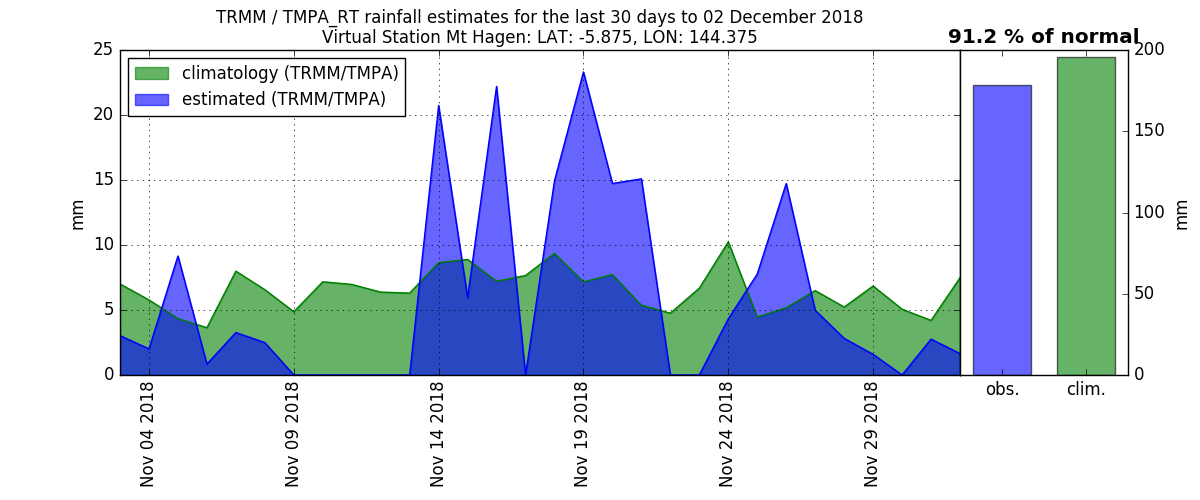 TRMM / TMPA_RT rainfall estimates for the last 30 days to 02 December 2018
Virtual Station Mt Hagen: LAT: -5.875, LON: 144.375
91.2 % of normal
climatology (TRMM/TMPA)
estimated (TRMM/TMPA)
25
20
15
10
5
0
mm
Nov 04 2018
Nov 09 2018
Nov 14 2018
Nov 19 2018
Nov 24 2018
Nov 29 2018
200
150
100
50
0
mm
obs.
clim.